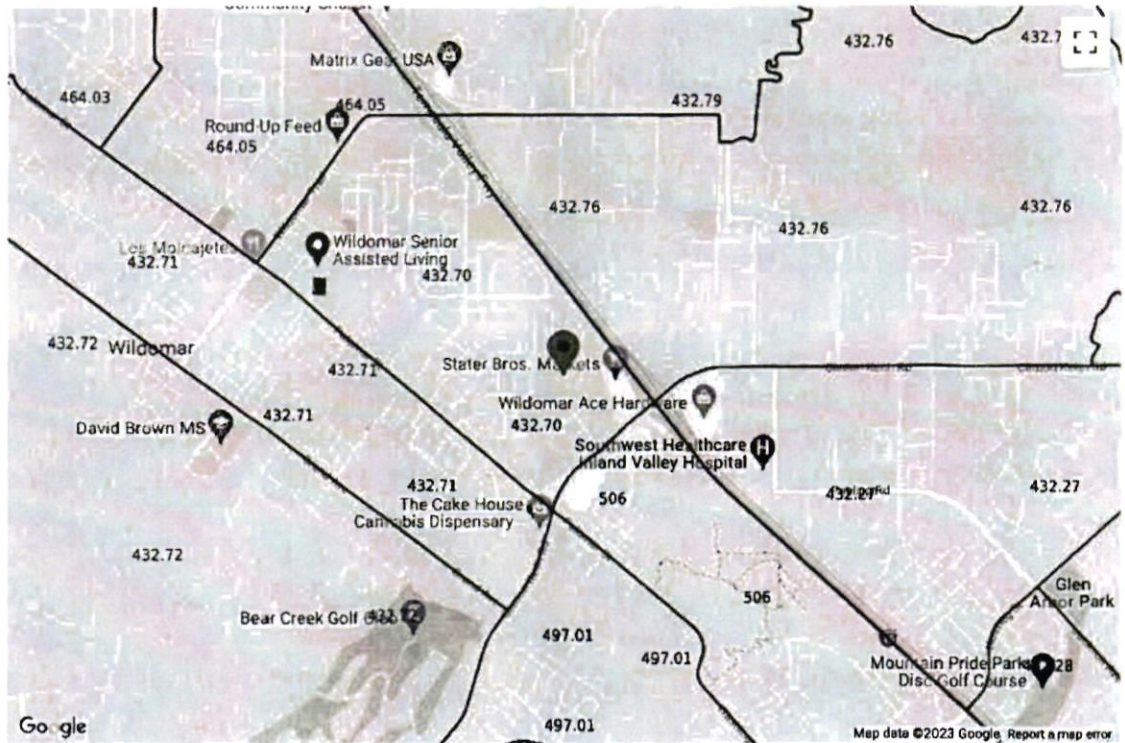 Community Church
Matrix Gear USA
432.76
464.03
464.05
432.79
Round-Up Feed
464.05
432.76
432.76
432.76
Los Molcajetes
432.71
Wildomar Senior
Assisted Living
432.70
432.72
Wildomar
432.71
Stater Bros. Markets
Wildomar Ace Hardware
432.71
David Brown MS
432.70
Southwest Healthcare
Inland Valley Hospital
432.71
506
432.27
The Cake House
Cannabis Dispensary
432.72
506
Glen
Arbor Park
Bear Creek Golf
497.01
497.01
Mountain Pride Park
Disc Golf Course
497.01
Google
Map data ©2023 Google
Report a map error